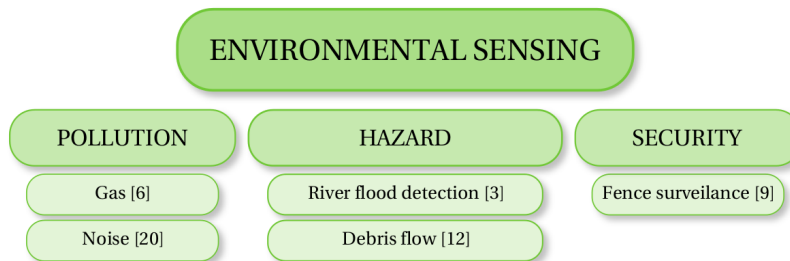 ENVIRONMENTAL SENSING
POLLUTION
HAZARD
SECURITY
Gas [6]
River flood detection [3]
Fence surveilance [9]
Noise [20]
Debris flow [12]